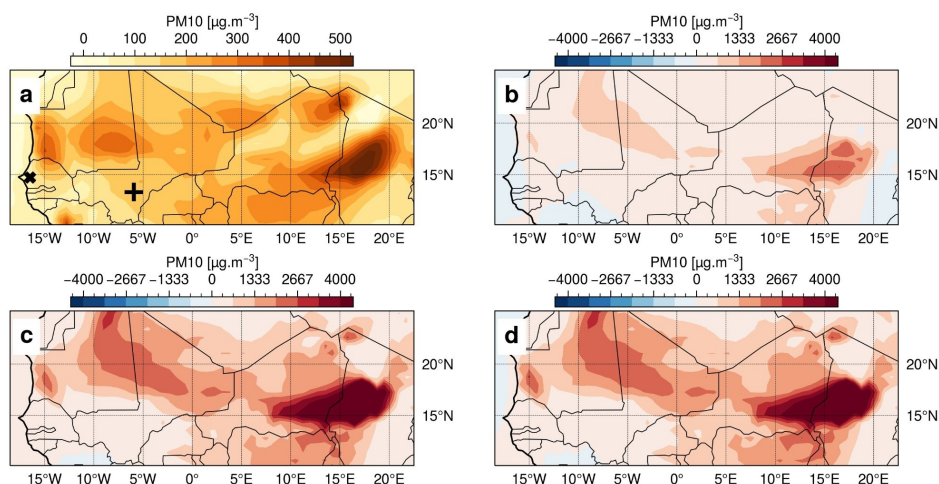 PM10 [µg.m⁻³] PM10 [µg.m⁻³]
0 100 200 300 400 500 −4000 −2667 −1333 0 1333 2667 4000
a b
20°N 20°N
15°N 15°N
15°W 10°W 5°W 0° 5°E 10°E 15°E 20°E 15°W 10°W 5°W 0° 5°E 10°E 15°E 20°E
PM10 [µg.m⁻³] PM10 [µg.m⁻³]
−4000 −2667 −1333 0 1333 2667 4000 −4000 −2667 −1333 0 1333 2667 4000
c d
20°N 20°N
15°N 15°N
15°W 10°W 5°W 0° 5°E 10°E 15°E 20°E 15°W 10°W 5°W 0° 5°E 10°E 15°E 20°E